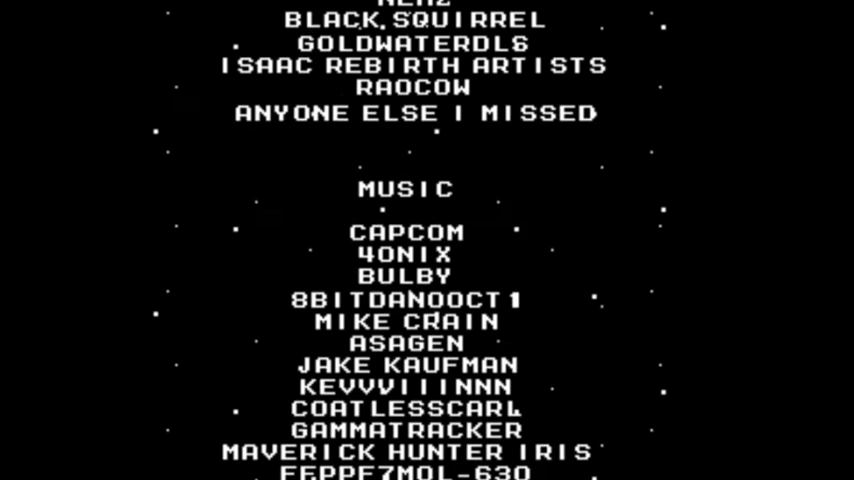 BLACK SQUIRREL
GOLDWATERDLS
ISAAC REBIRTH ARTISTS
RAOCOW
ANYONE ELSE I MISSED
MUSIC
CAPCOM
4ONIX
BULBY
8BITDANOOCT1
MIKE CRAIN
ASAGEN
JAKE KAUFMAN
KEVVVIIINNN
COATLESSCARL
GAMMATRACKER
MAVERICK HUNTER IRIS